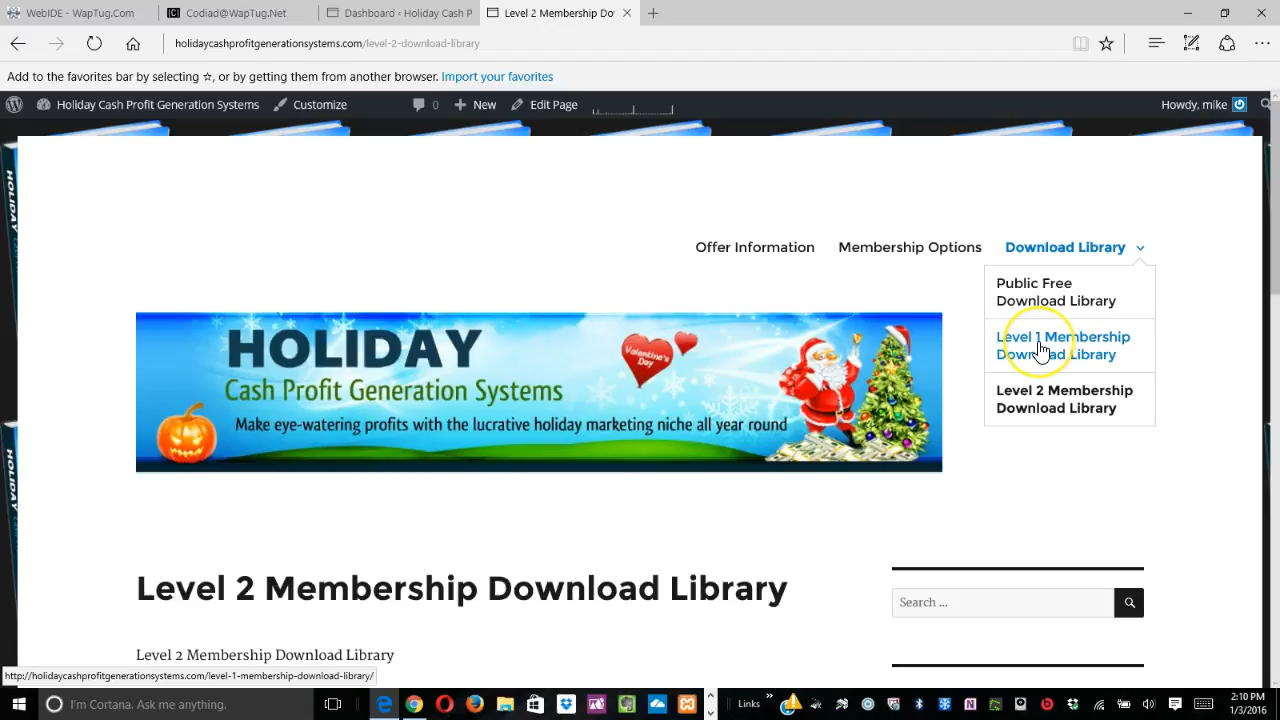 WebIDE - WapTug.Com
Codiad@WapTug.Net
Dashboard ‹ Holiday Cash P
Level 2 Membership Do
holidaycashprofitgenerationsystems.com/level-2-download-library
Add to the favorites bar by selecting ☆, or by getting them from another browser. Import your favorites
Holiday Cash Profit Generation Systems
Customize
0
New
Edit Page
Howdy, mike
HOLIDAY
HOLIDAY
Offer Information
Membership Options
Download Library
Public Free
Download Library
Level 1 Membership
Download Library
Level 2 Membership
Download Library
HOLIDAY
Cash Profit Generation Systems
Make eye-watering profits with the lucrative holiday marketing niche all year round
Valentine's
Day
Level 2 Membership Download Library
Search ...
Level 2 Membership Download Library
http://holidaycashprofitgenerationsystems.com/level-1-membership-download-library/
I'm Cortana. Ask me anything.
Links
2:10 PM
1/3/2016